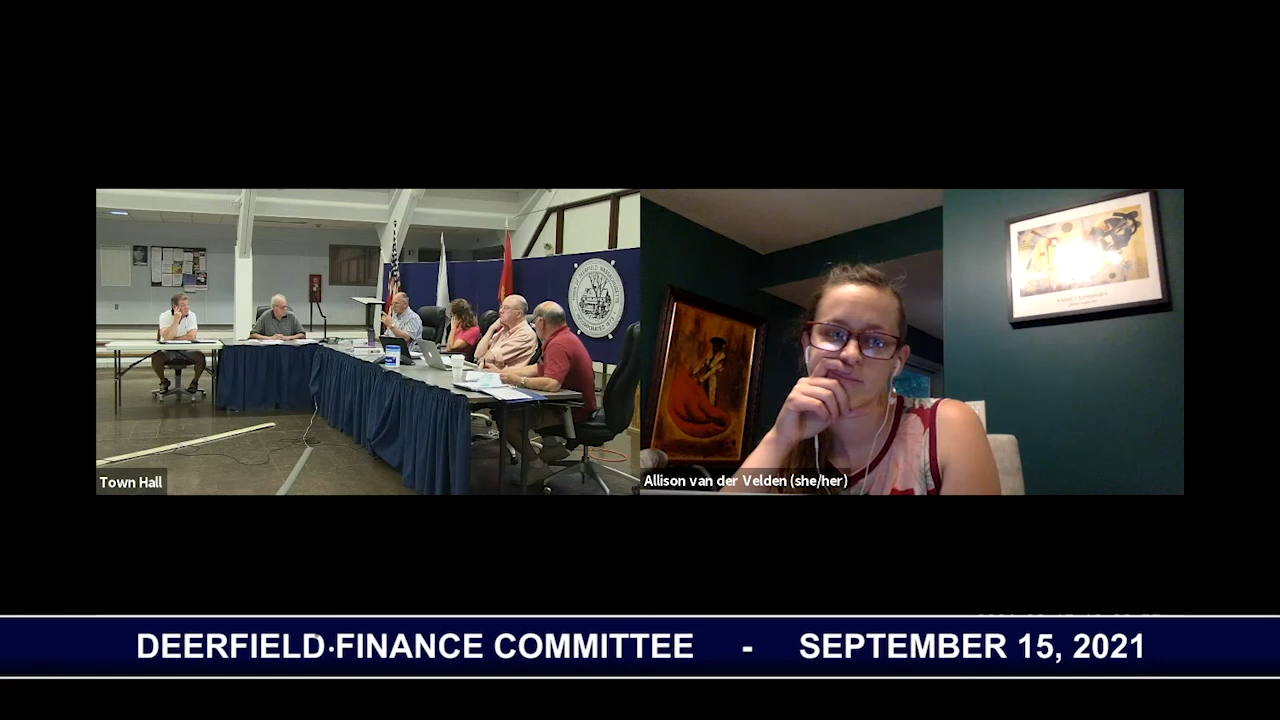 Town Hall
Allison van der Velden (she/her)
DEERFIELD·FINANCE COMMITTEE - SEPTEMBER 15, 2021